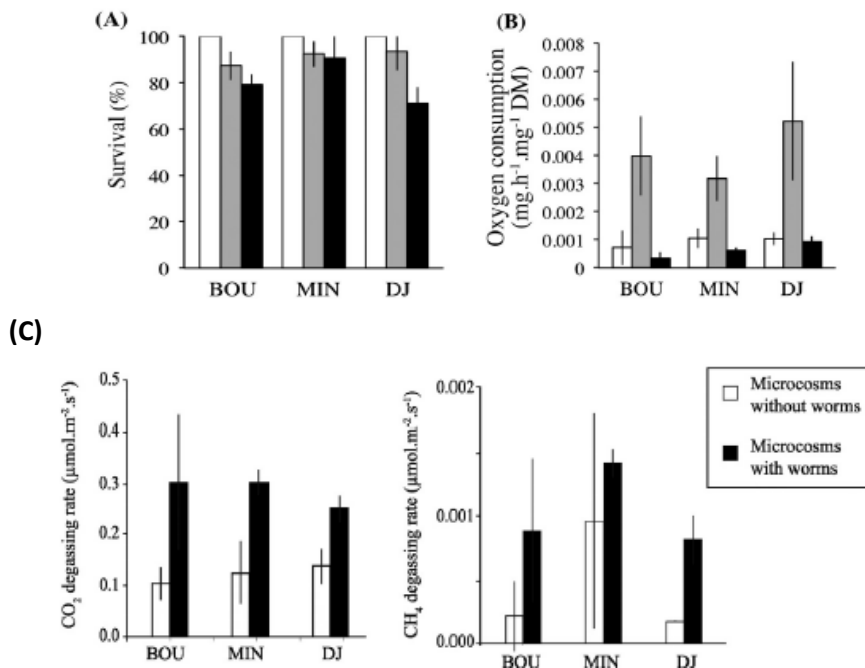 (A)
Survival (%)
100
80
60
40
20
0
BOU MIN DJ
(B)
Oxygen consumption
(mg.h⁻¹.mg⁻¹ DM)
0.008
0.007
0.006
0.005
0.004
0.003
0.002
0.001
0
BOU MIN DJ
(C)
CO₂ degassing rate (µmol.m⁻².s⁻¹)
0.5
0.4
0.3
0.2
0.1
0.0
BOU MIN DJ
CH₄ degassing rate (µmol.m⁻².s⁻¹)
0.002
0.001
0.000
BOU MIN DJ
Microcosms
without worms
Microcosms
with worms